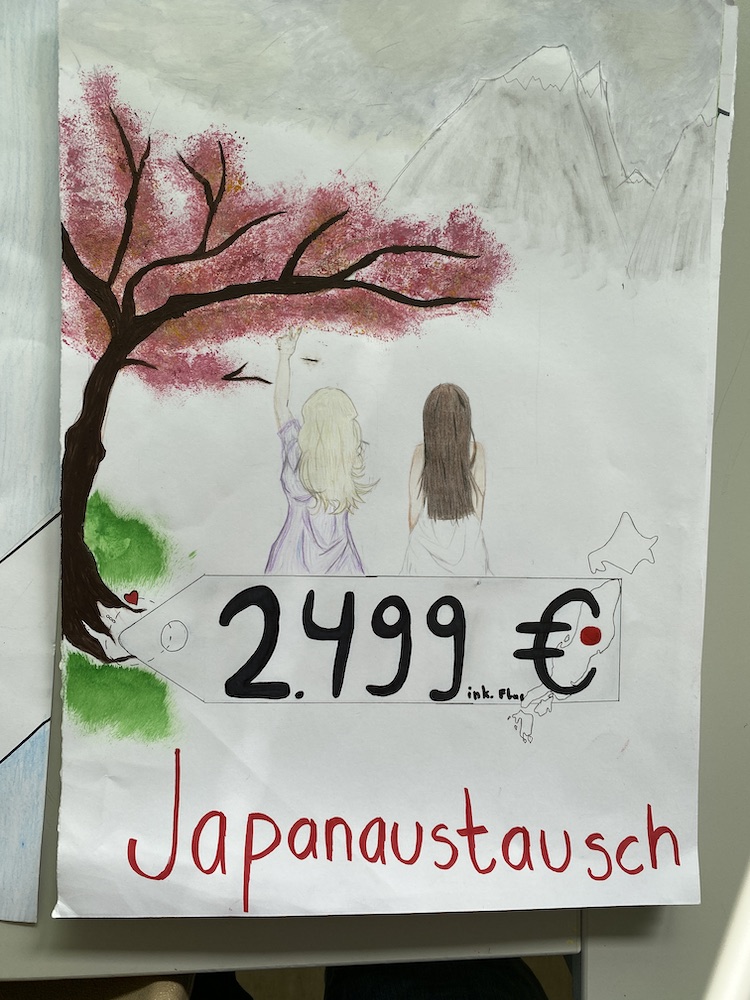 2.499 €
ink. Flug
Japanaustausch